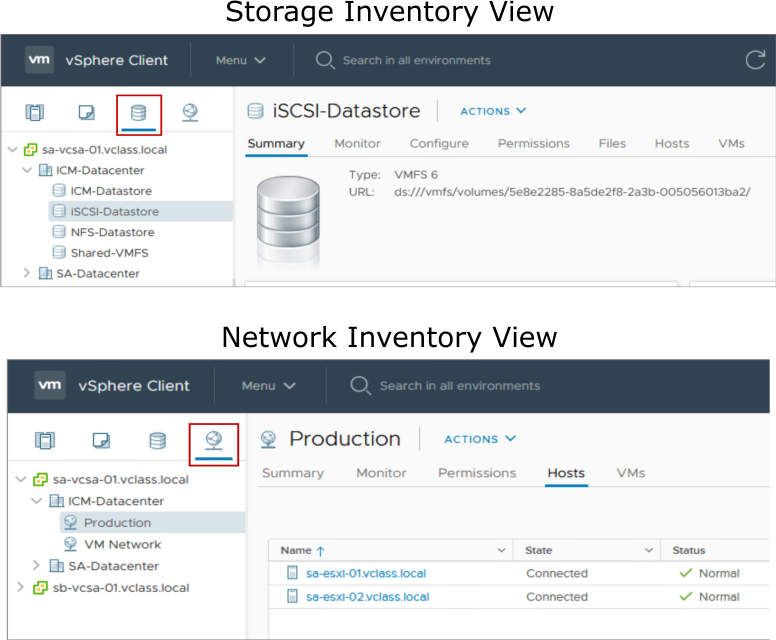 Storage Inventory View
vm vSphere Client Menu Search in all environments
iSCSI-Datastore ACTIONS
Summary Monitor Configure Permissions Files Hosts VMs
sa-vcsa-01.vclass.local
ICM-Datacenter
ICM-Datastore
iSCSI-Datastore
NFS-Datastore
Shared-VMFS
SA-Datacenter
Type: VMFS 6
URL: ds:///vmfs/volumes/5e8e2285-8a5de2f8-2a3b-005056013ba2/
Network Inventory View
vm vSphere Client Menu Search in all environments
Production ACTIONS
Summary Monitor Permissions Hosts VMs
sa-vcsa-01.vclass.local
ICM-Datacenter
Production
VM Network
SA-Datacenter
sb-vcsa-01.vclass.local
Name State Status
sa-esxi-01.vclass.local Connected Normal
sa-esxi-02.vclass.local Connected Normal